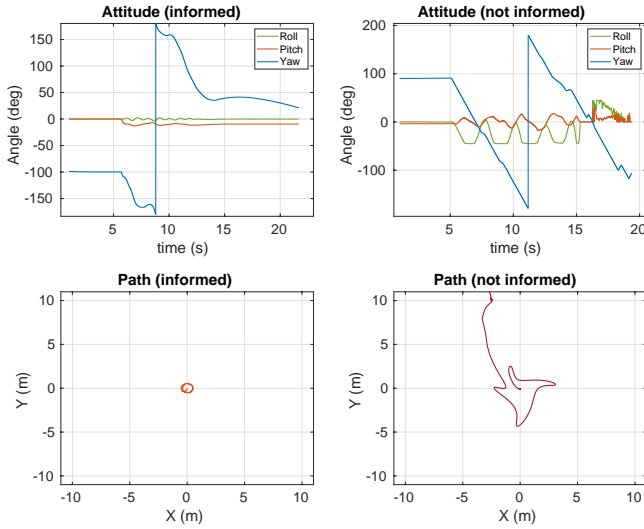 Attitude (informed)
150
100
50
0
-50
-100
-150
Angle (deg)
5
10
15
20
time (s)
Roll
Pitch
Yaw
Attitude (not informed)
200
100
0
-100
Angle (deg)
5
10
15
20
time (s)
Roll
Pitch
Yaw
Path (informed)
10
5
0
-5
-10
Y (m)
-10
-5
0
5
10
X (m)
Path (not informed)
10
5
0
-5
-10
Y (m)
-10
-5
0
5
10
X (m)